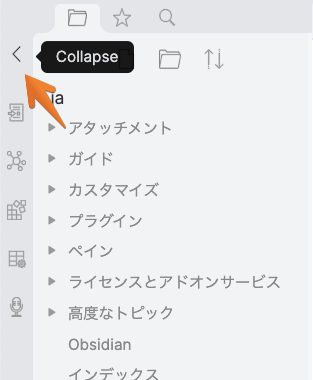 Collapse
アタッチメント
ガイド
カスタマイズ
プラグイン
ペイン
ライセンスとアドオンサービス
高度なトピック
Obsidian
インデックス